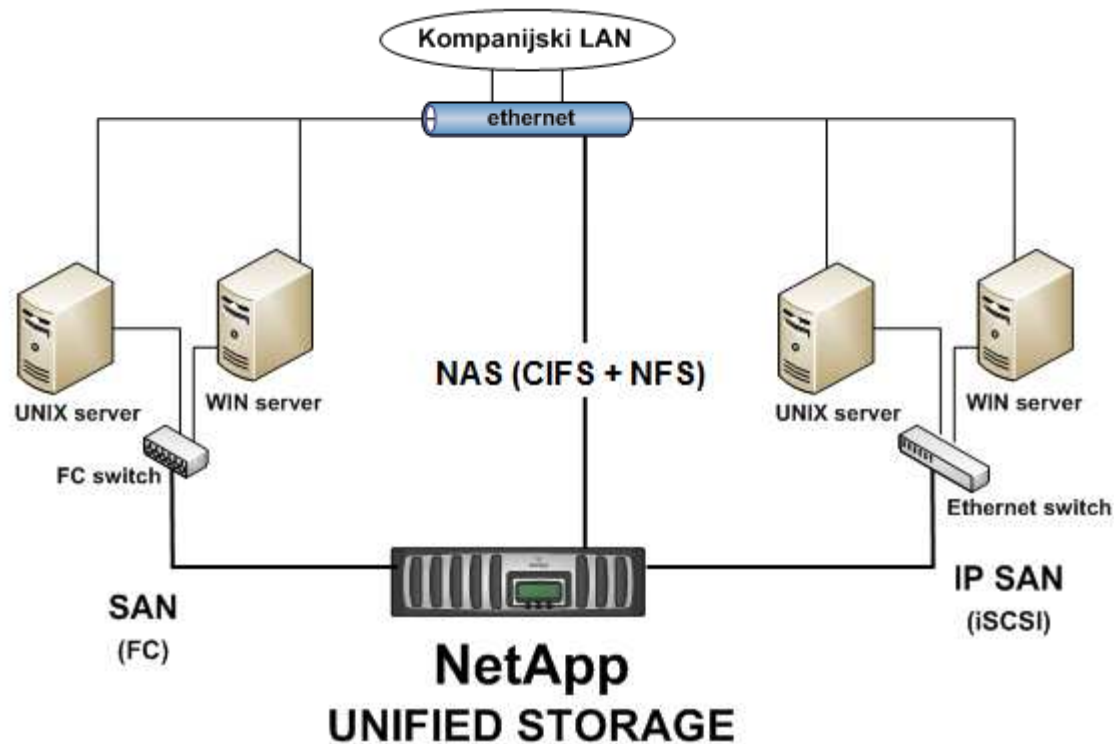 Kompanijski LAN
ethernet
UNIX server
WIN server
FC switch
NAS (CIFS + NFS)
UNIX server
WIN server
Ethernet switch
SAN
(FC)
IP SAN
(iSCSI)
NetApp
UNIFIED STORAGE